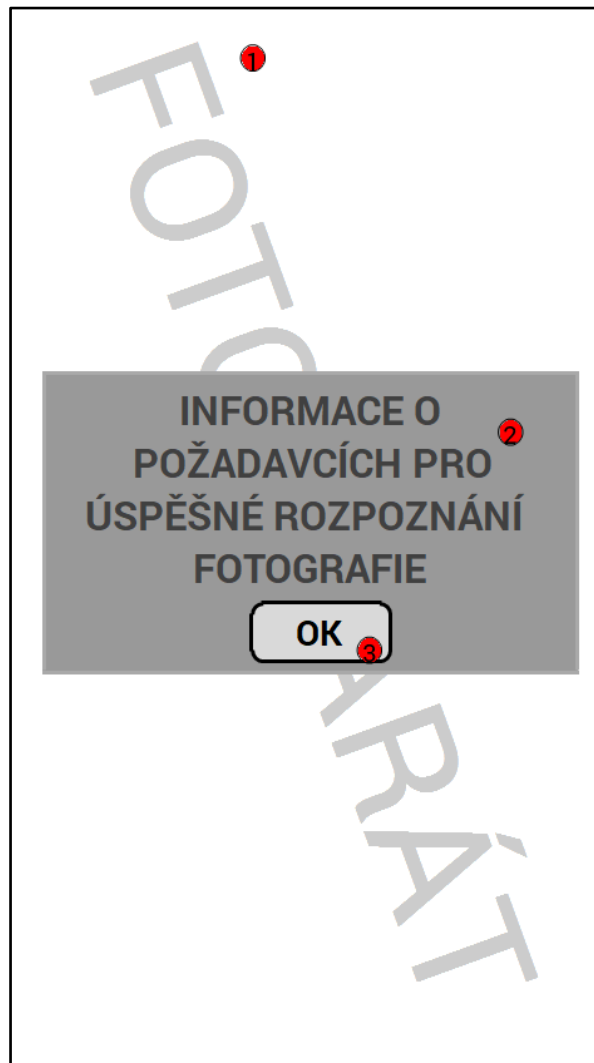 1
FOTOAPARÁT
INFORMACE O
2
POŽADAVCÍCH PRO
ÚSPĚŠNÉ ROZPOZNÁNÍ
FOTOGRAFIE
OK
3